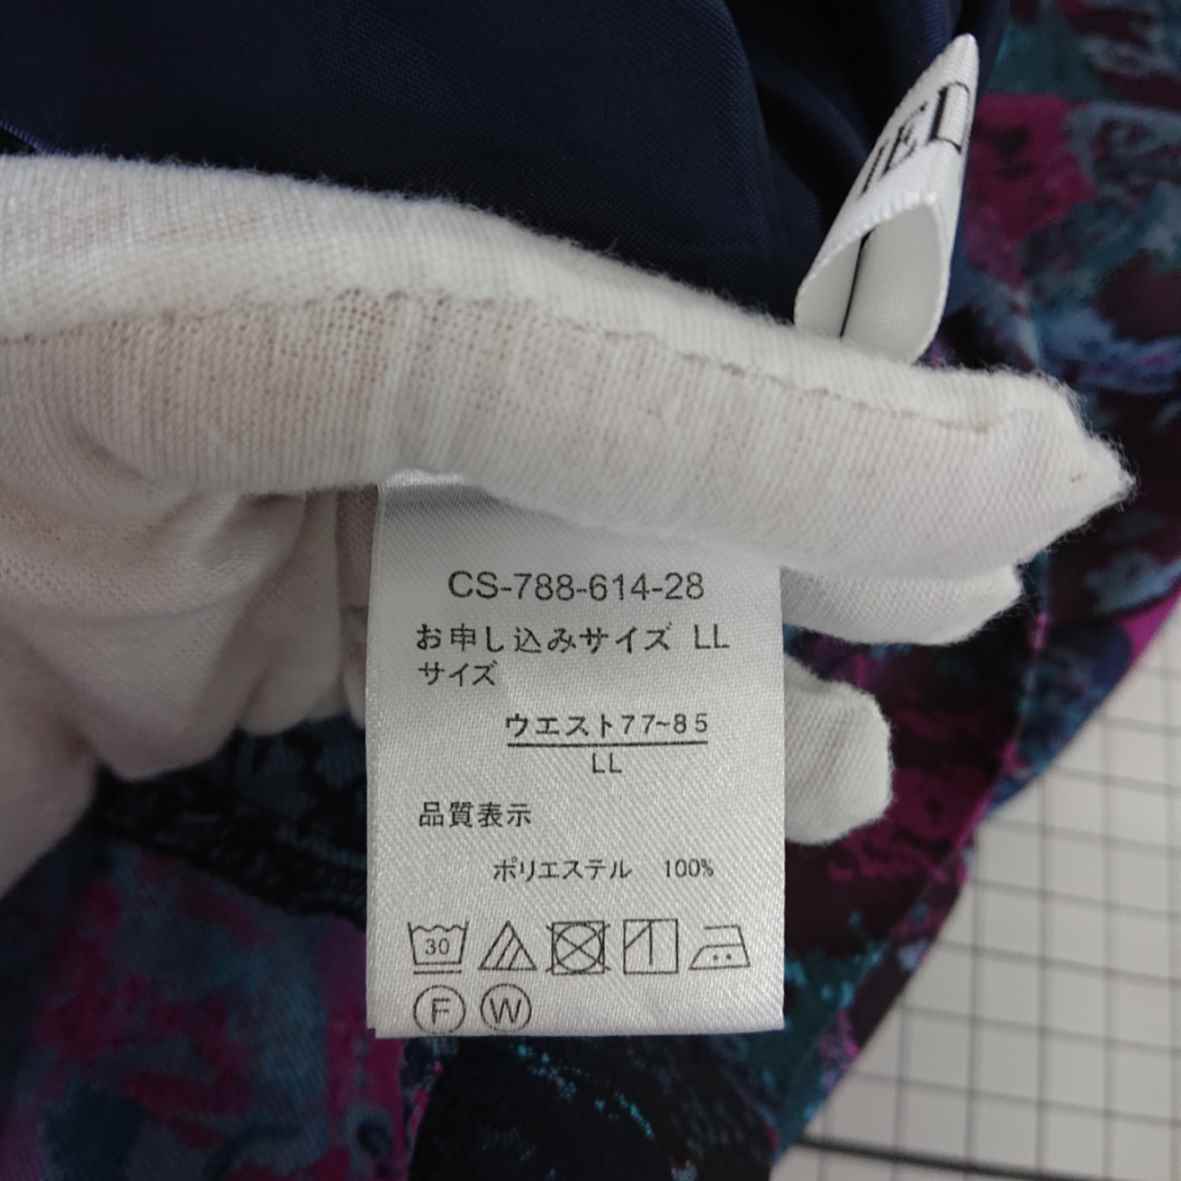 CS-788-614-28
お申し込みサイズ LL
サイズ
ウエスト77~85
LL
品質表示
ポリエステル 100%
30
F W